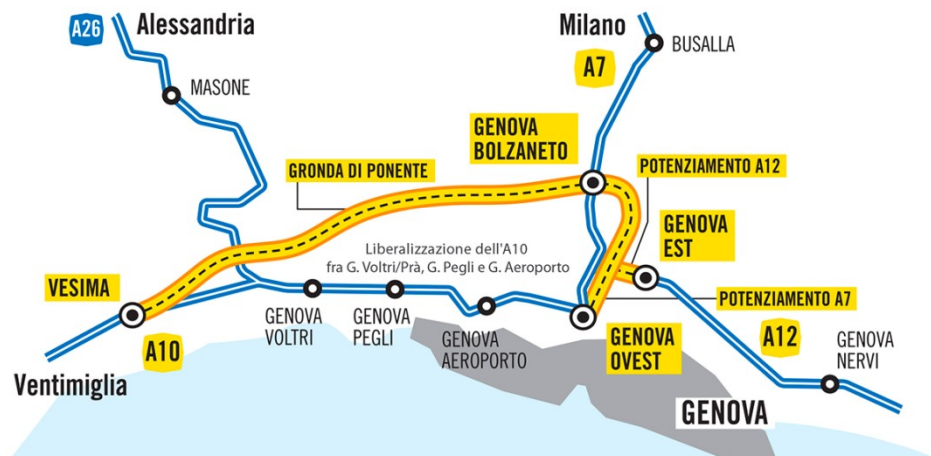 A26
Alessandria
MASONE
Milano
BUSALLA
A7
GENOVA
BOLZANETO
GRONDA DI PONENTE
POTENZIAMENTO A12
GENOVA
EST
Liberalizzazione dell'A10
fra G. Voltri/Prà, G. Pegli e G. Aeroporto
VESIMA
POTENZIAMENTO A7
GENOVA
VOLTRI
GENOVA
PEGLI
GENOVA
AEROPORTO
GENOVA
OVEST
A12
GENOVA
NERVI
A10
Ventimiglia
GENOVA